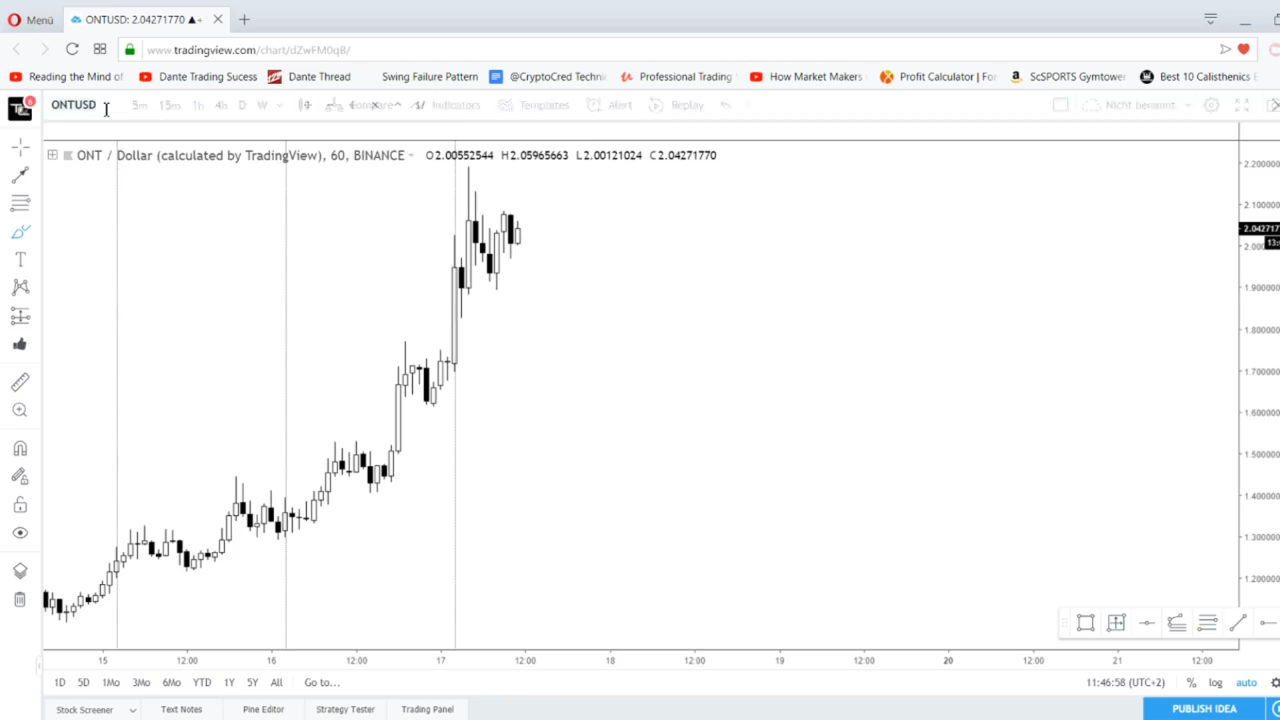 Menü ONTUSD: 2.04271770 ▲+
www.tradingview.com/chart/dZwFM0qB/
Reading the Mind of Dante Trading Sucess Dante Thread Swing Failure Pattern @CryptoCred Techni Professional Trading How Market Makers Profit Calculator | For ScSPORTS Gymtower Best 10 Calisthenics E
6
ONTUSD 5m 15m 1h 4h D W Compare Indicators Templates Alert Replay Nicht benannt
ONT / Dollar (calculated by TradingView), 60, BINANCE O2.00552544 H2.05965663 L2.00121024 C2.04271770
2.200000
2.100000
2.0427177
13:
2.000
1.900000
1.800000
1.700000
1.600000
1.500000
1.400000
1.300000
1.200000
15 12:00 16 12:00 17 12:00 18 12:00 19 12:00 20 12:00 21 12:00
1D 5D 1Mo 3Mo 6Mo YTD 1Y 5Y All Go to... 11:46:58 (UTC+2) % log auto
Stock Screener Text Notes Pine Editor Strategy Tester Trading Panel PUBLISH IDEA